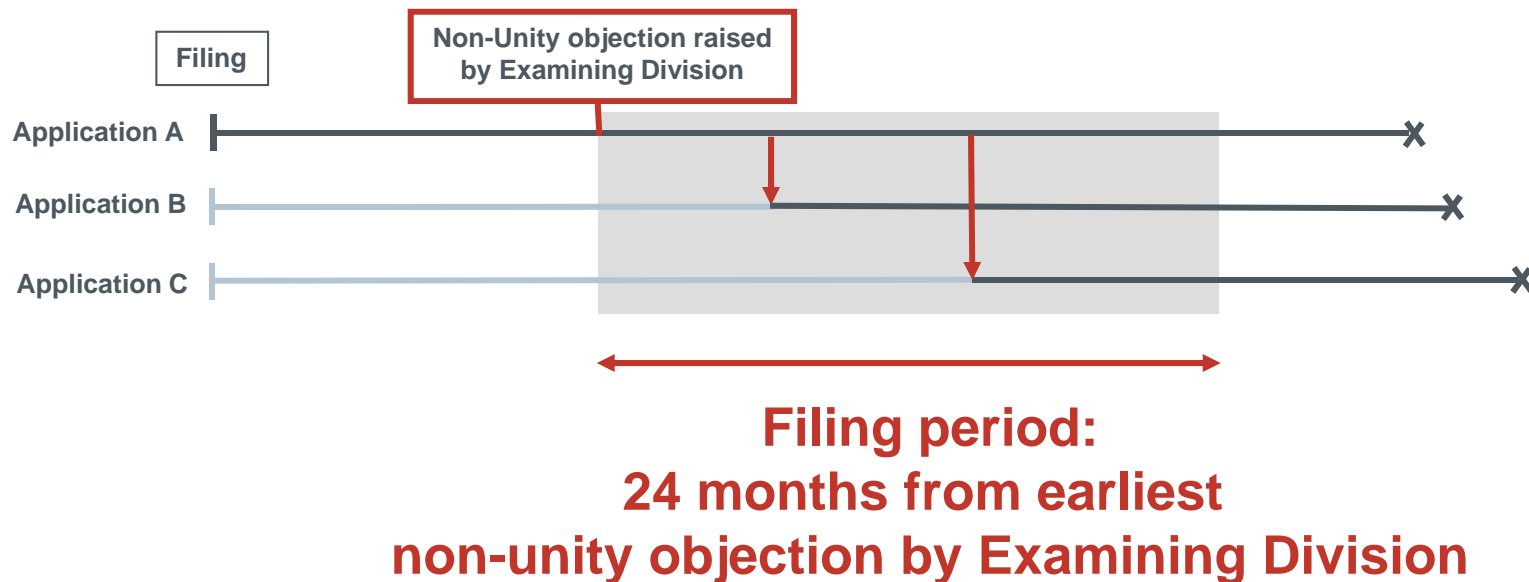 Non-Unity objection raised
by Examining Division
Filing
Application A
Application B
Application C
Filing period:
24 months from earliest
non-unity objection by Examining Division